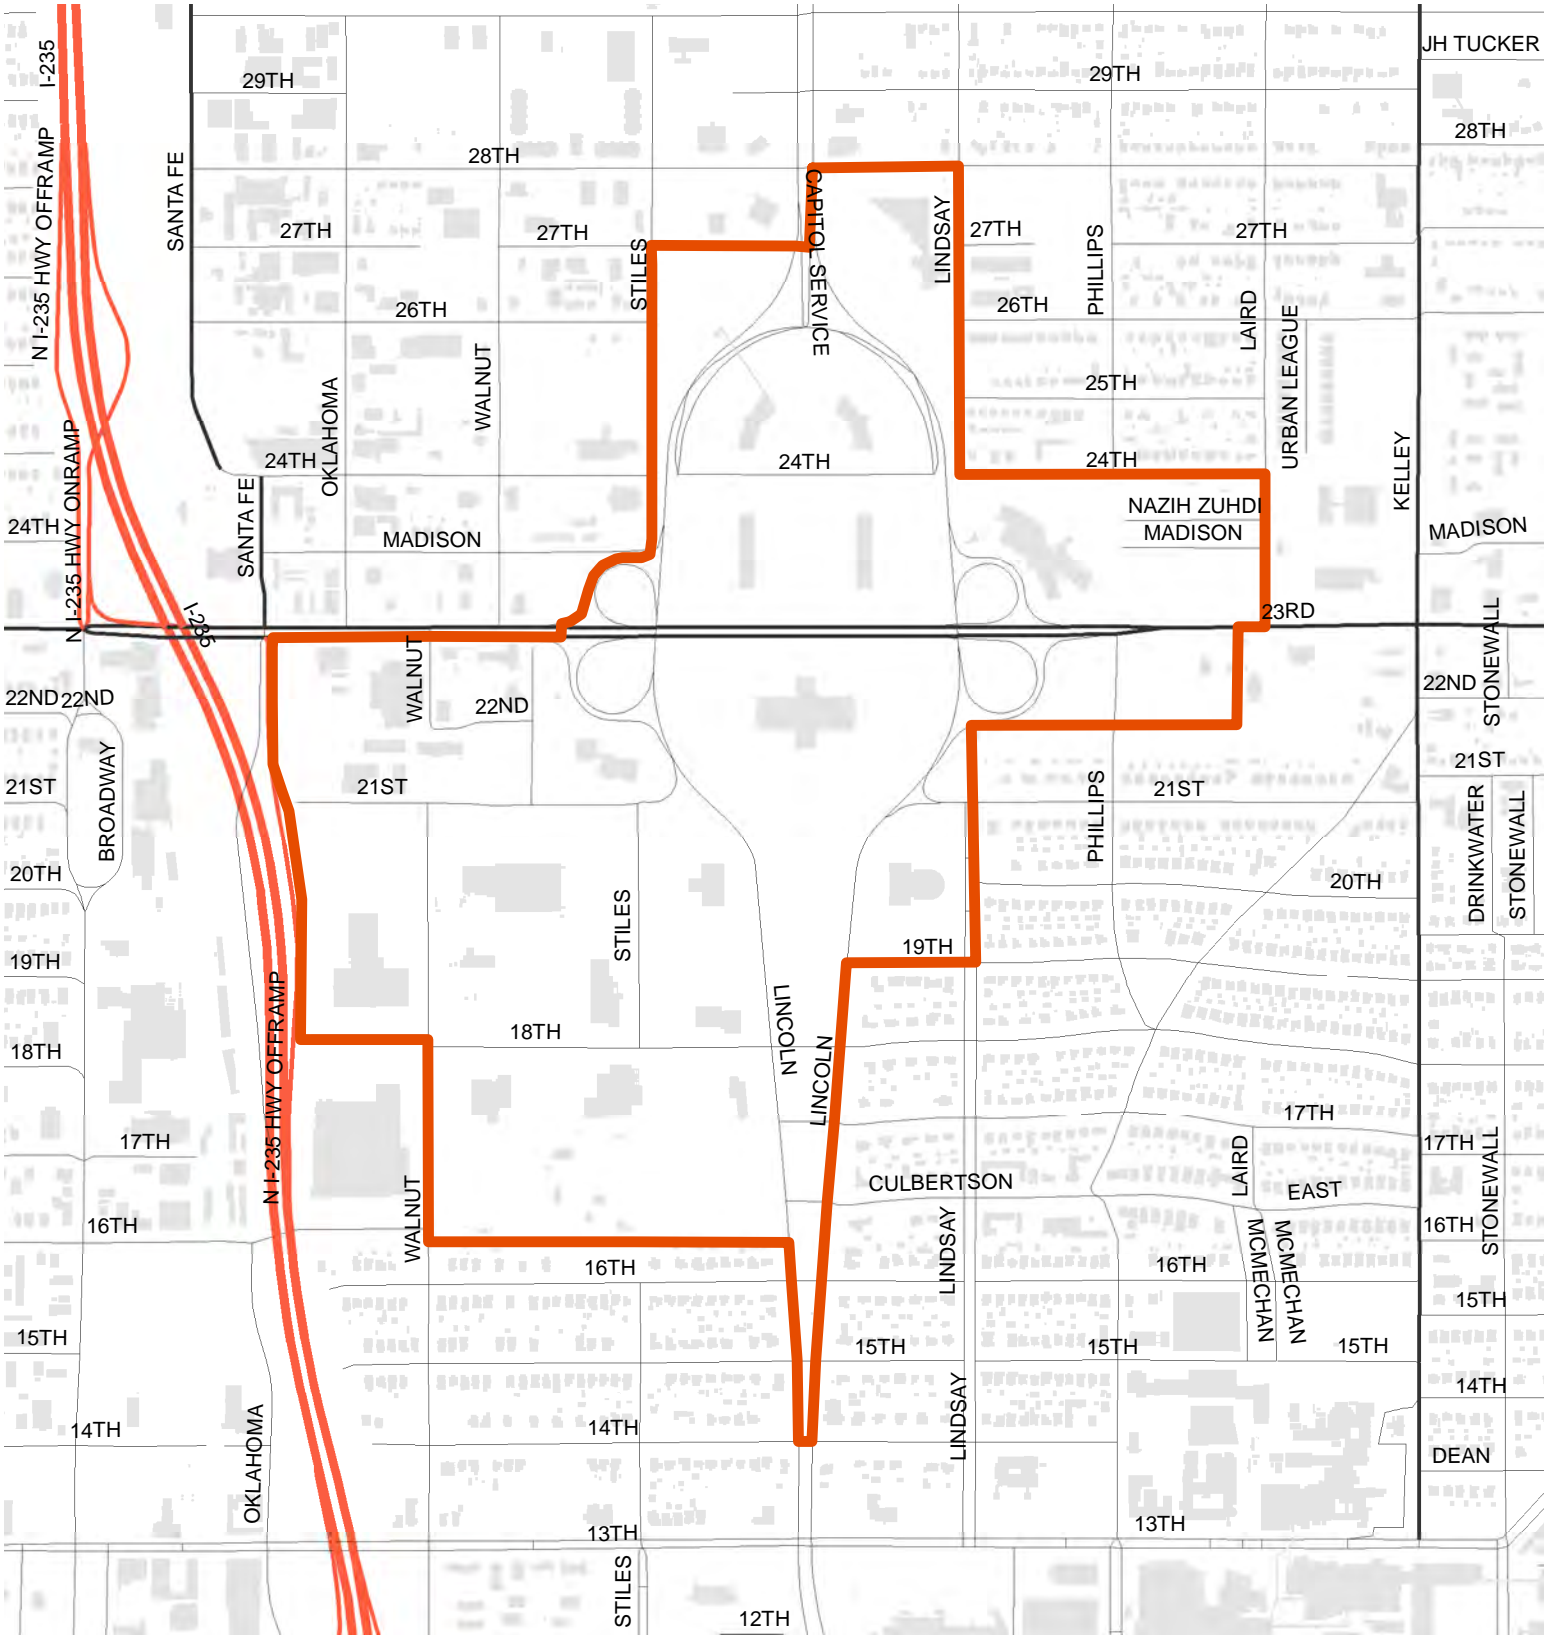 JH TUCKER
I-235
29TH
29TH
28TH
28TH
N I-235 HWY OFFRAMP
SANTA FE
CAPITOL SERVICE
LINDSAY
27TH
27TH
STILES
27TH
PHILLIPS
27TH
26TH
26TH
LAIRD
WALNUT
URBAN LEAGUE
OKLAHOMA
25TH
24TH
24TH
24TH
KELLEY
N I-235 HWY ONRAMP
SANTA FE
24TH
MADISON
NAZIH ZUHDI
MADISON
MADISON
I-235
23RD
STONEWALL
WALNUT
22ND
22ND
22ND
22ND
BROADWAY
21ST
21ST
PHILLIPS
21ST
21ST
DRINKWATER
STONEWALL
20TH
20TH
STILES
19TH
19TH
N I-235 HWY OFFRAMP
LINCOLN
LINCOLN
18TH
18TH
17TH
17TH
17TH
LAIRD
STONEWALL
WALNUT
CULBERTSON
EAST
16TH
LINDSAY
MCMECHAN
MCMECHAN
16TH
16TH
16TH
15TH
15TH
15TH
15TH
15TH
LINDSAY
14TH
14TH
14TH
OKLAHOMA
DEAN
13TH
13TH
STILES
12TH